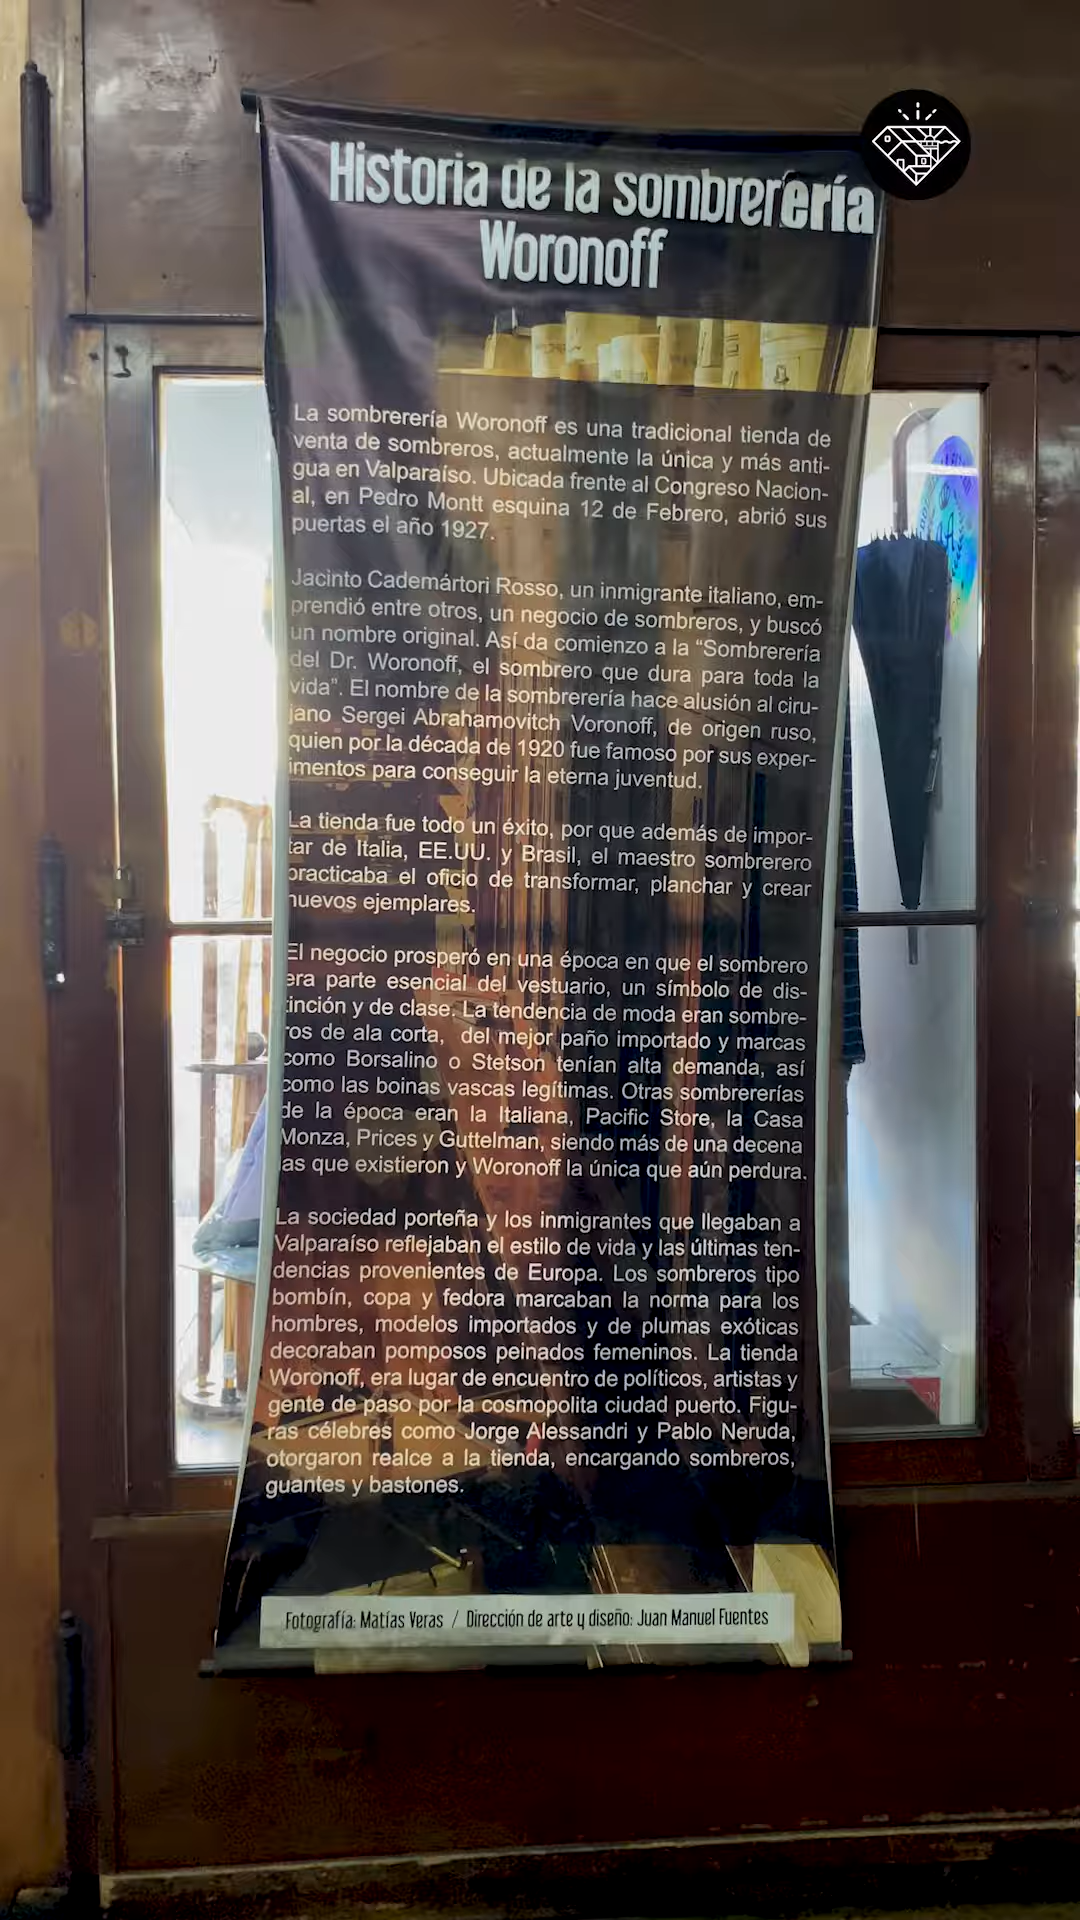 Historia de la sombrerería
Woronoff
La sombrerería Woronoff es una tradicional tienda de
venta de sombreros, actualmente la única y más anti-
gua en Valparaíso. Ubicada frente al Congreso Nacion-
al, en Pedro Montt esquina 12 de Febrero, abrió sus
puertas el año 1927.
Jacinto Cademártori Rosso, un inmigrante italiano, em-
prendió entre otros, un negocio de sombreros, y buscó
un nombre original. Así da comienzo a la “Sombrerería
del Dr. Woronoff, el sombrero que dura para toda la
vida”. El nombre de la sombrerería hace alusión al ciru-
jano Sergei Abrahamovitch Voronoff, de origen ruso,
quien por la década de 1920 fue famoso por sus exper-
imentos para conseguir la eterna juventud.
La tienda fue todo un éxito, por que además de impor-
tar de Italia, EE.UU. y Brasil, el maestro sombrerero
practicaba el oficio de transformar, planchar y crear
nuevos ejemplares.
El negocio prosperó en una época en que el sombrero
era parte esencial del vestuario, un símbolo de dis-
tinción y de clase. La tendencia de moda eran sombre-
ros de ala corta, del mejor paño importado y marcas
como Borsalino o Stetson tenían alta demanda, así
como las boinas vascas legítimas. Otras sombrererías
de la época eran la Italiana, Pacific Store, la Casa
Monza, Prices y Guttelman, siendo más de una decena
las que existieron y Woronoff la única que aún perdura.
La sociedad porteña y los inmigrantes que llegaban a
Valparaíso reflejaban el estilo de vida y las últimas ten-
dencias provenientes de Europa. Los sombreros tipo
bombín, copa y fedora marcaban la norma para los
hombres, modelos importados y de plumas exóticas
decoraban pomposos peinados femeninos. La tienda
Woronoff, era lugar de encuentro de políticos, artistas y
gente de paso por la cosmopolita ciudad puerto. Figu-
ras célebres como Jorge Alessandri y Pablo Neruda,
otorgaron realce a la tienda, encargando sombreros,
guantes y bastones.
Fotografía: Matías Veras / Dirección de arte y diseño: Juan Manuel Fuentes